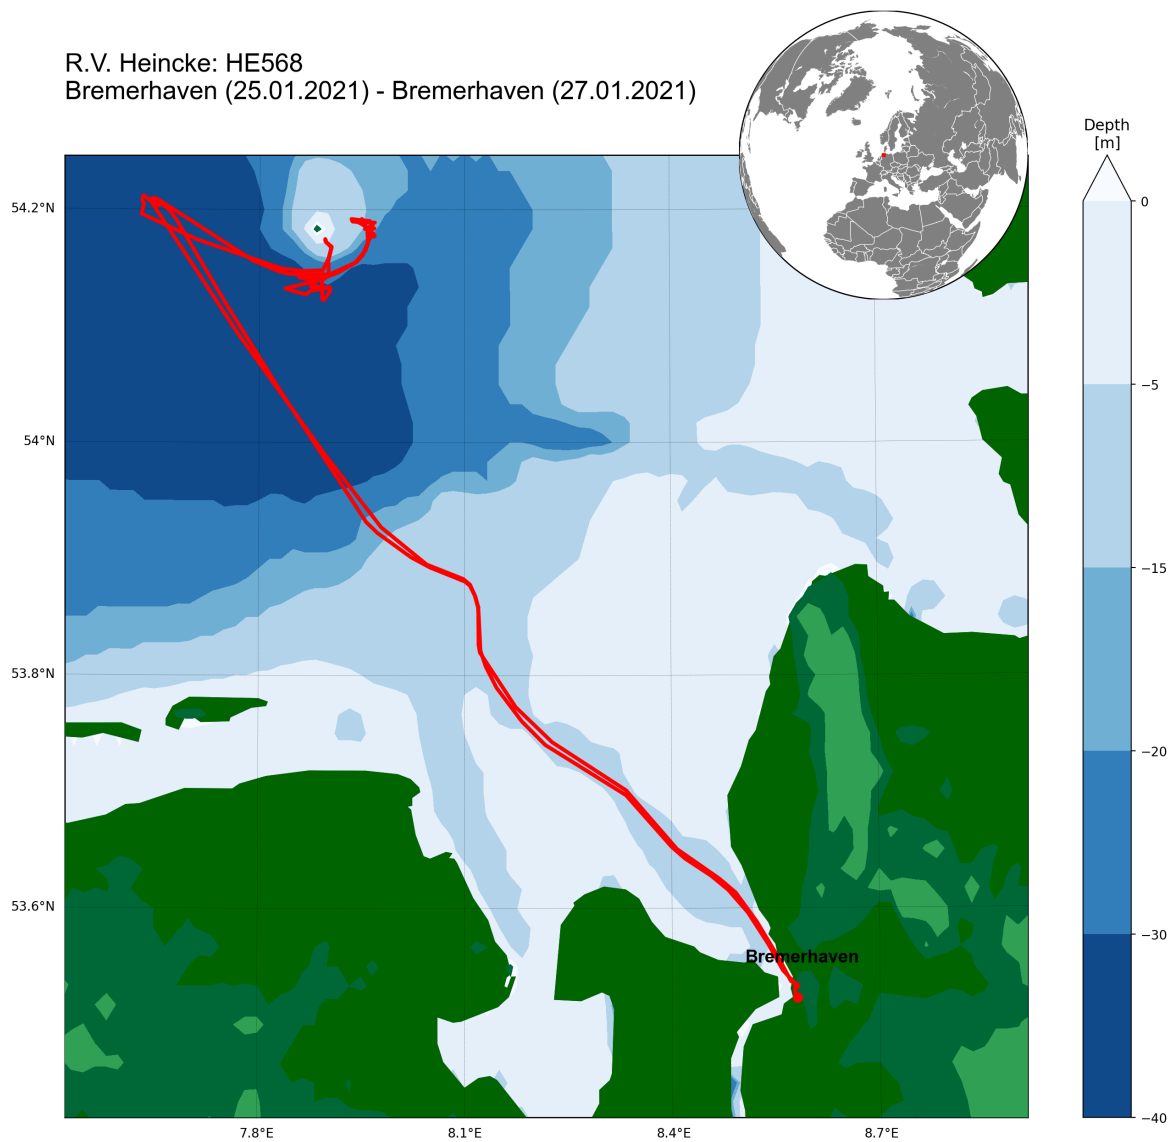 R.V. Heincke: HE568
Bremerhaven (25.01.2021) - Bremerhaven (27.01.2021)
Depth
[m]
0
−5
−15
−20
−30
−40
54.2°N
54°N
53.8°N
53.6°N
Bremerhaven
7.8°E
8.1°E
8.4°E
8.7°E